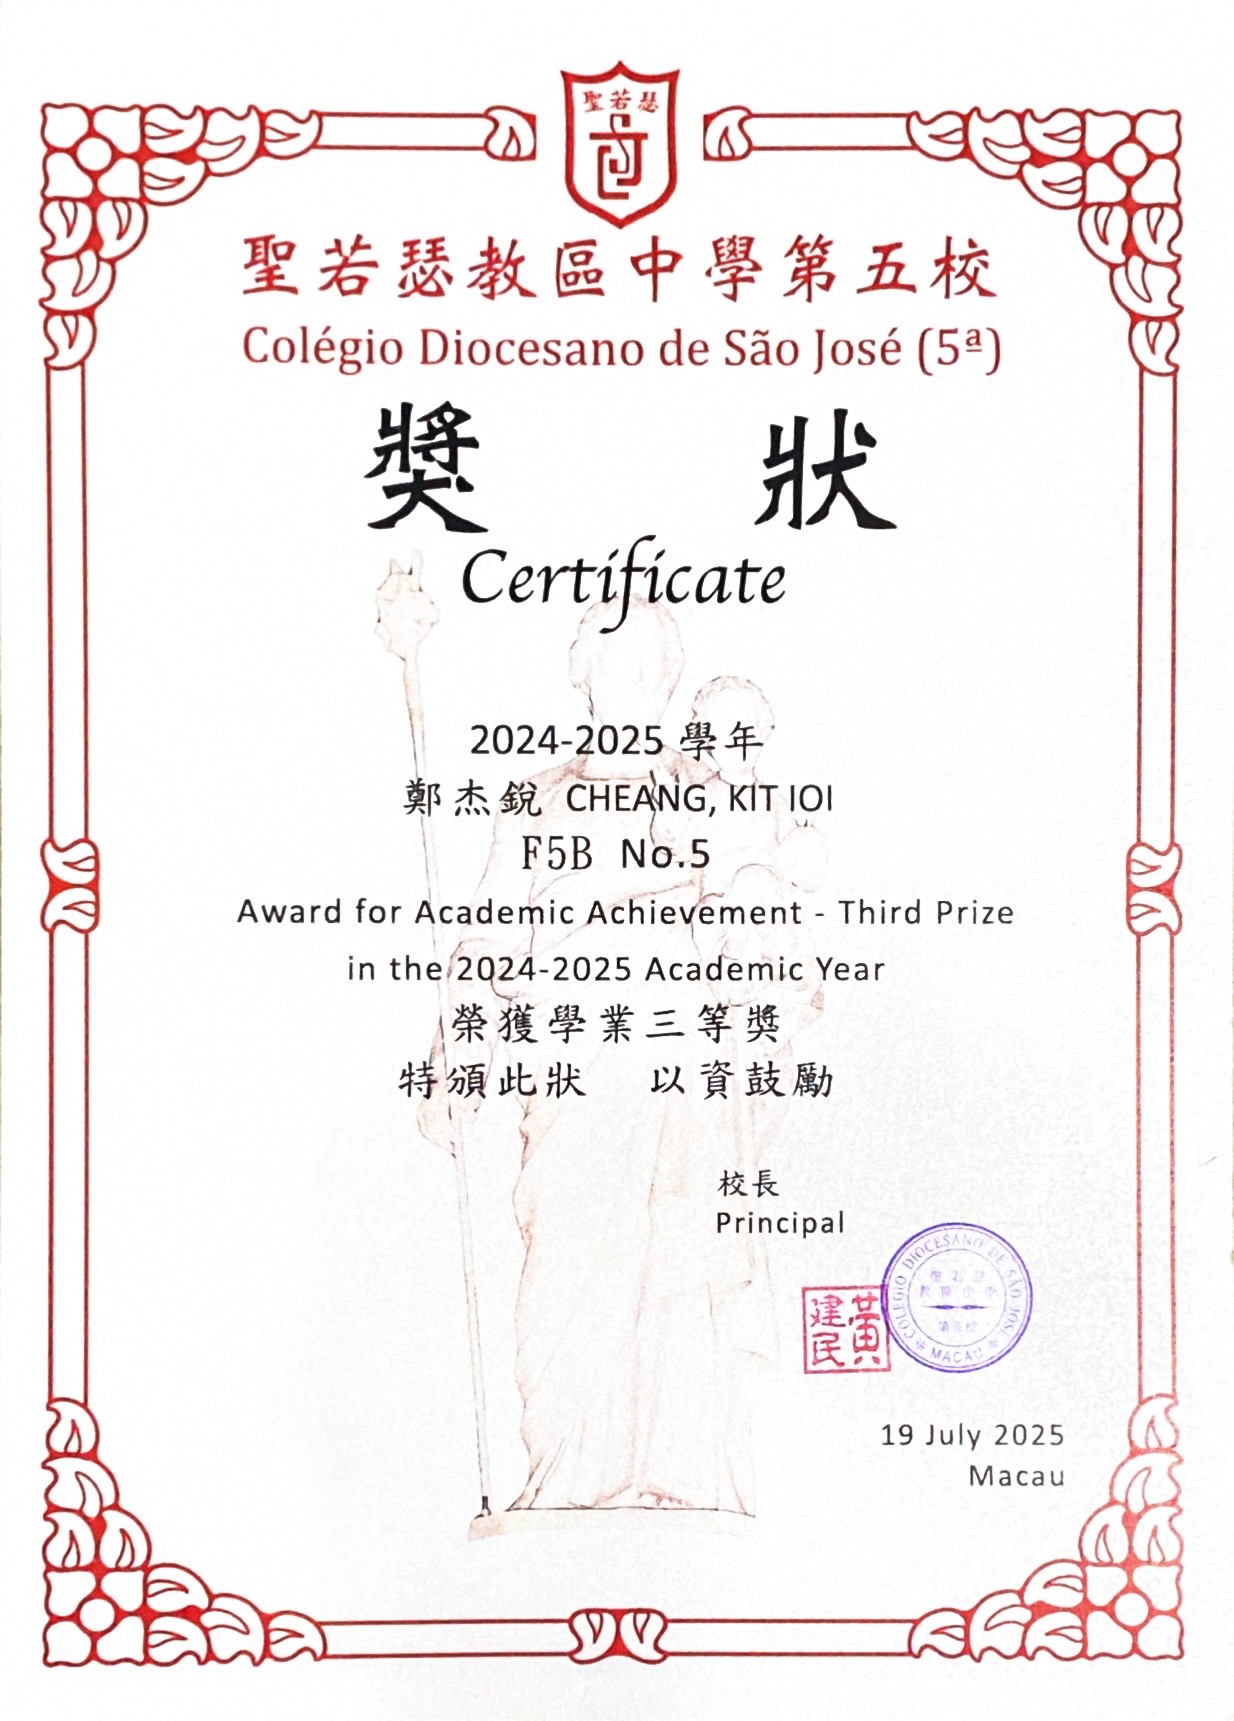 聖若瑟
聖若瑟教區中學第五校
Colégio Diocesano de São José (5ª)
獎 狀
Certificate
2024-2025 學年
鄭杰銳 CHEANG, KIT IOI
F5B No.5
Award for Academic Achievement - Third Prize
in the 2024-2025 Academic Year
榮獲學業三等獎
特頒此狀 以資鼓勵
校長
Principal
黃建民
COLÉGIO DIOCESANO DE SÃO JOSÉ
聖若瑟
教區中學
第五校
MACAU
19 July 2025
Macau